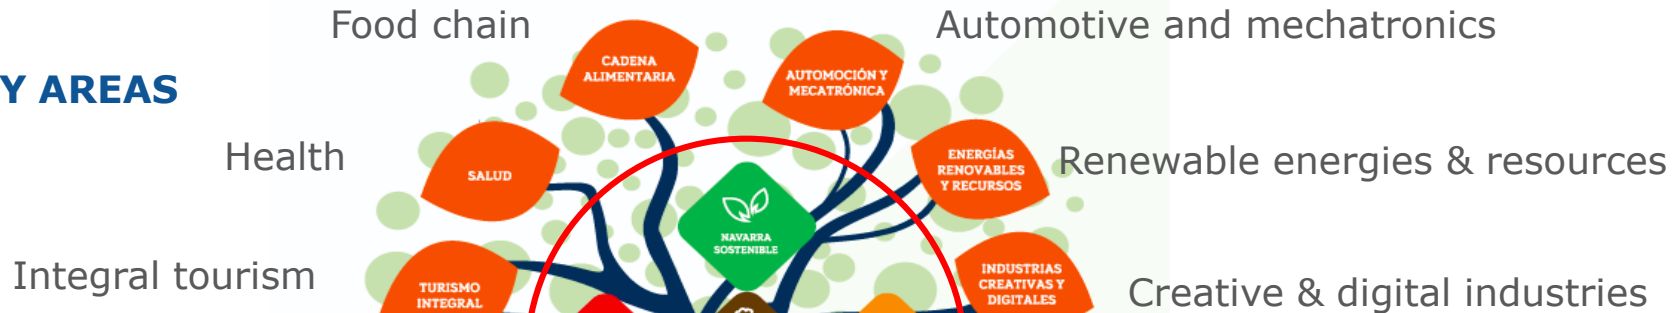 Food chain
Automotive and mechatronics
CADENA
ALIMENTARIA
AUTOMOCIÓN Y
MECATRÓNICA
Y AREAS
Health
SALUD
ENERGÍAS
RENOVABLES
Y RECURSOS
Renewable energies & resources
NAVARRA
SOSTENIBLE
Integral tourism
TURISMO
INTEGRAL
INDUSTRIAS
CREATIVAS Y
DIGITALES
Creative & digital industries